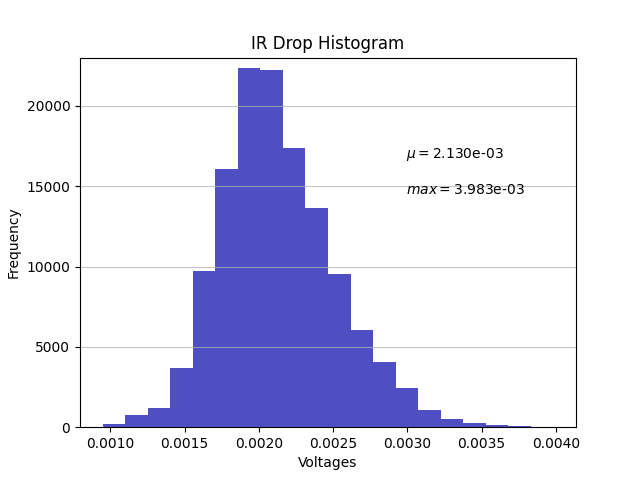 IR Drop Histogram
20000
15000
10000
5000
0
Frequency
μ = 2.130e-03
max = 3.983e-03
0.0010 0.0015 0.0020 0.0025 0.0030 0.0035 0.0040
Voltages